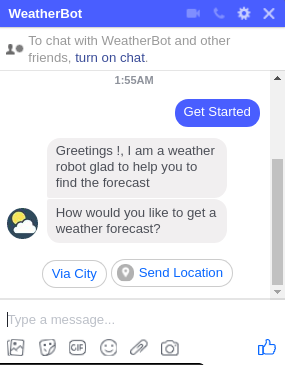 WeatherBot
To chat with WeatherBot and other
friends, turn on chat.
1:55AM
Get Started
Greetings !, I am a weather
robot glad to help you to
find the forecast
How would you like to get a
weather forecast?
Via City
Send Location
Type a message...
GIF